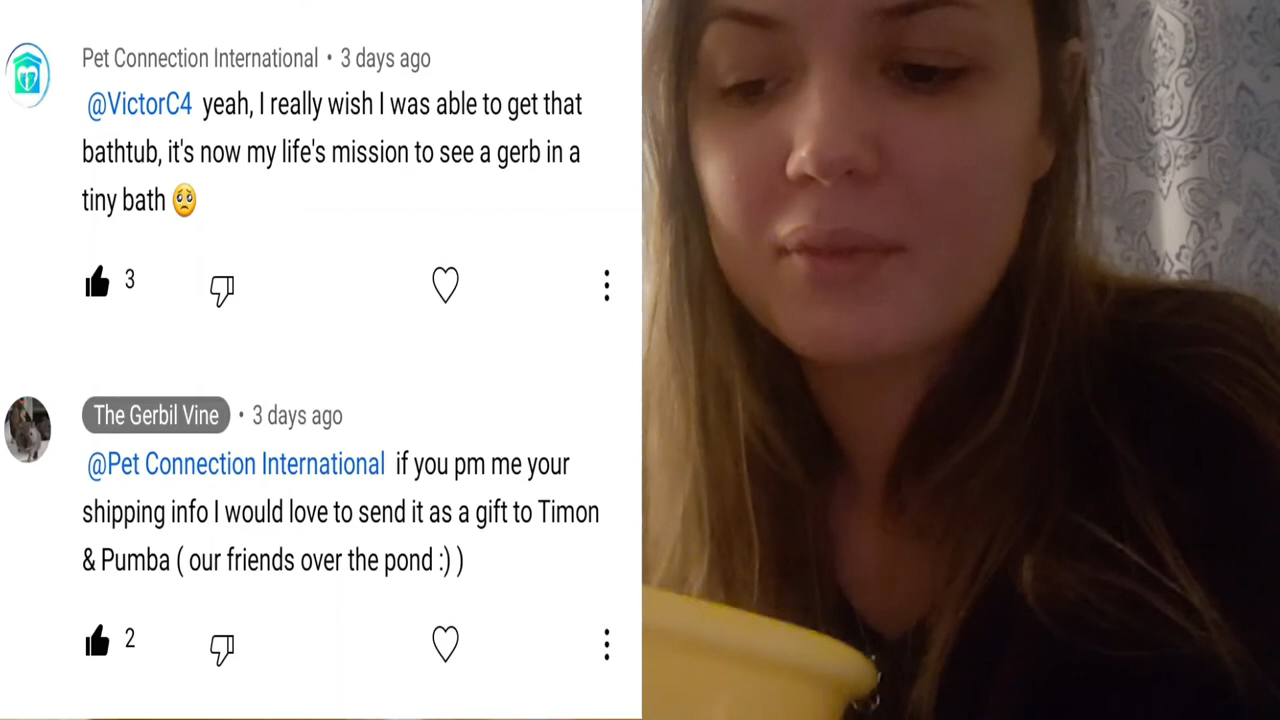 Pet Connection International • 3 days ago
@VictorC4 yeah, I really wish I was able to get that
bathtub, it's now my life's mission to see a gerb in a
tiny bath 🥺
3
The Gerbil Vine • 3 days ago
@Pet Connection International if you pm me your
shipping info I would love to send it as a gift to Timon
& Pumba ( our friends over the pond :) )
2